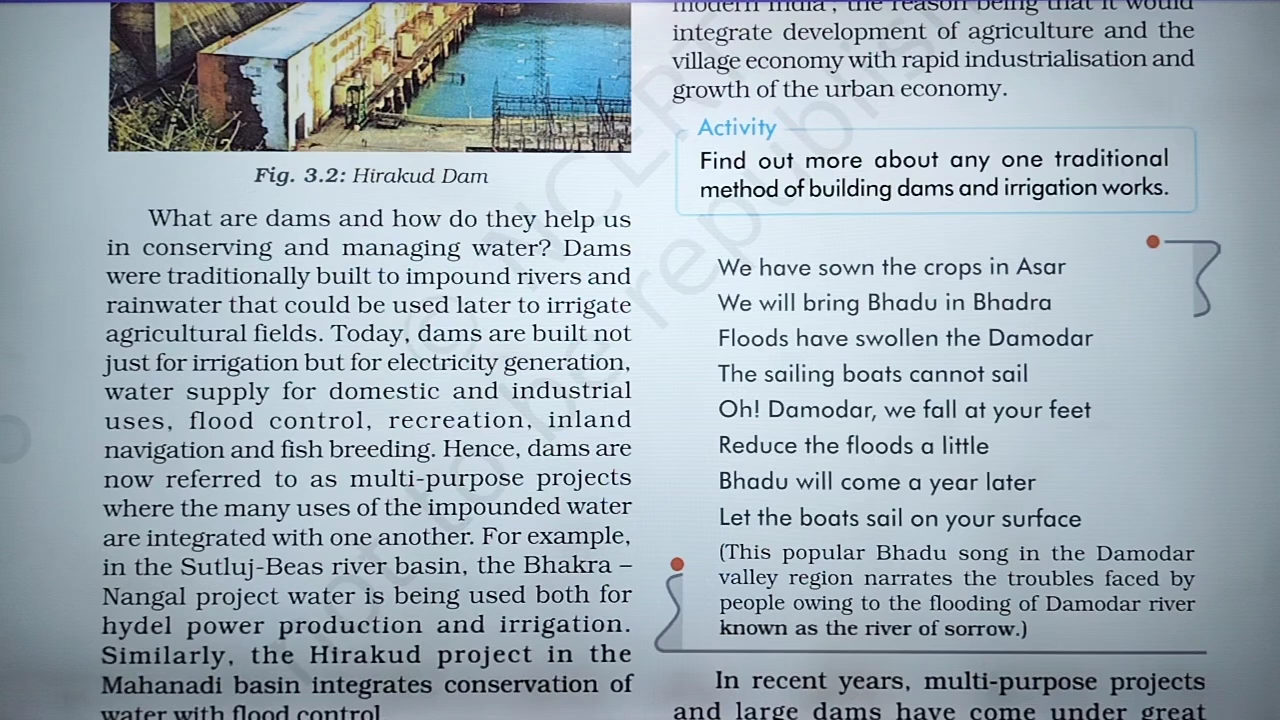 Fig. 3.2: Hirakud Dam
What are dams and how do they help us
in conserving and managing water? Dams
were traditionally built to impound rivers and
rainwater that could be used later to irrigate
agricultural fields. Today, dams are built not
just for irrigation but for electricity generation,
water supply for domestic and industrial
uses, flood control, recreation, inland
navigation and fish breeding. Hence, dams are
now referred to as multi-purpose projects
where the many uses of the impounded water
are integrated with one another. For example,
in the Sutluj-Beas river basin, the Bhakra –
Nangal project water is being used both for
hydel power production and irrigation.
Similarly, the Hirakud project in the
Mahanadi basin integrates conservation of
water with flood control
modern India'; the reason being that it would
integrate development of agriculture and the
village economy with rapid industrialisation and
growth of the urban economy.
Activity
Find out more about any one traditional
method of building dams and irrigation works.
We have sown the crops in Asar
We will bring Bhadu in Bhadra
Floods have swollen the Damodar
The sailing boats cannot sail
Oh! Damodar, we fall at your feet
Reduce the floods a little
Bhadu will come a year later
Let the boats sail on your surface
(This popular Bhadu song in the Damodar
valley region narrates the troubles faced by
people owing to the flooding of Damodar river
known as the river of sorrow.)
In recent years, multi-purpose projects
and large dams have come under great